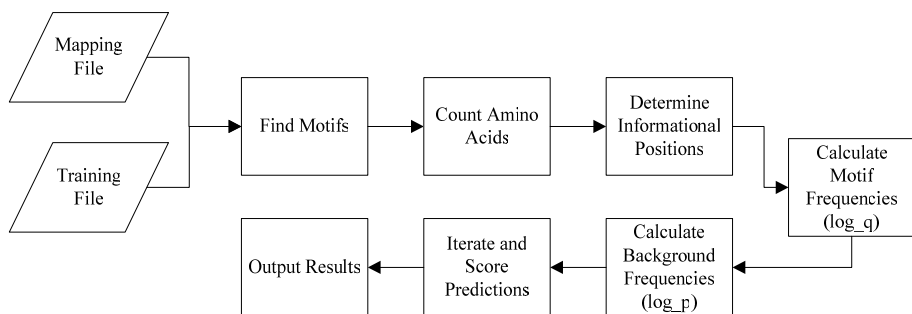 Mapping
File
Training
File
Find Motifs
Count Amino
Acids
Determine
Informational
Positions
Calculate
Motif
Frequencies
(log_q)
Calculate
Background
Frequencies
(log_p)
Iterate and
Score
Predictions
Output Results